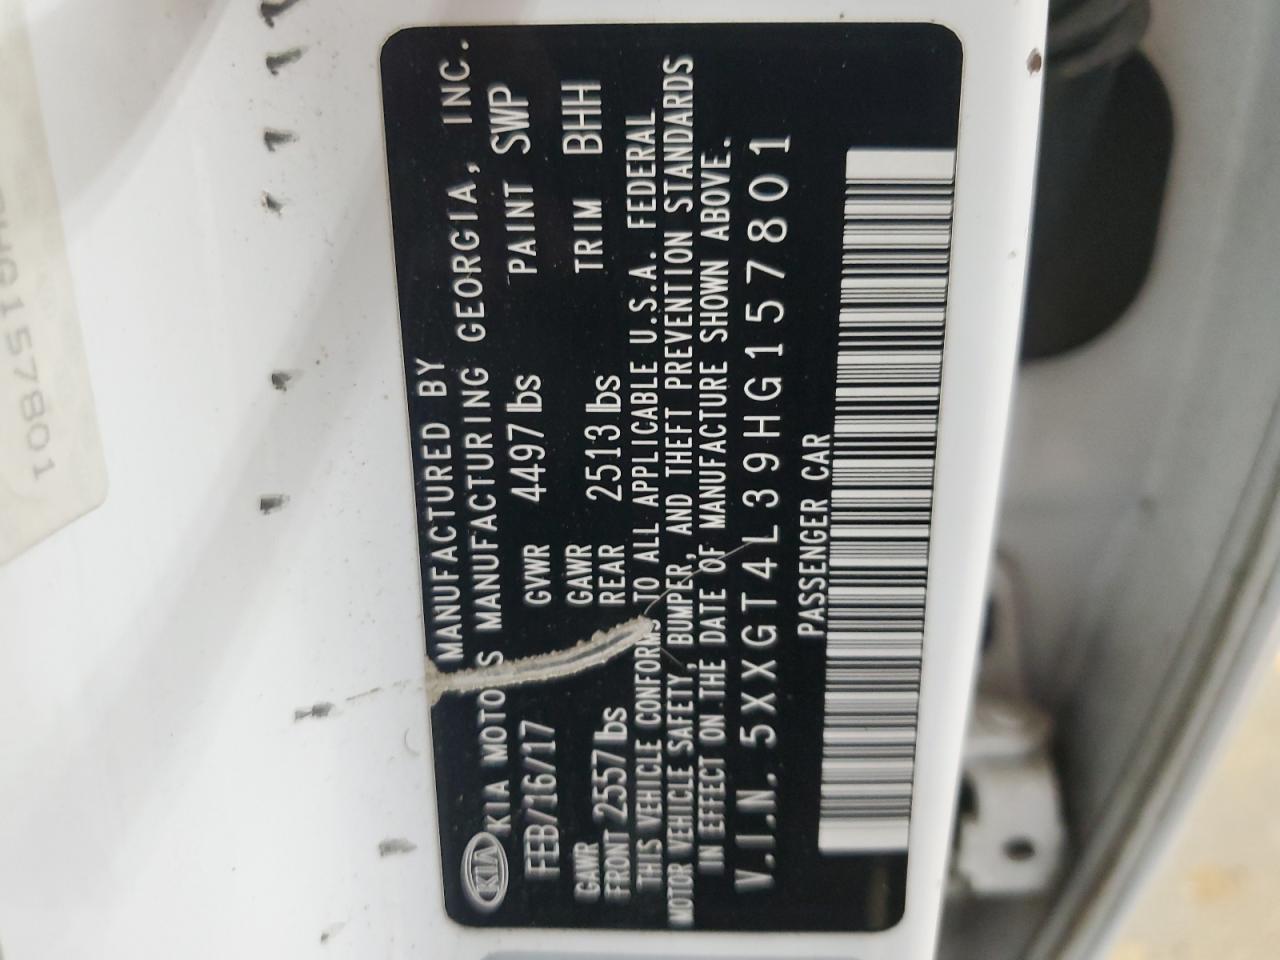 KIA
MANUFACTURED BY
KIA MOTORS MANUFACTURING GEORGIA, INC.
FEB/16/17 GVWR 4497 lbs PAINT SWP
GAWR FRONT 2557 lbs GAWR REAR 2513 lbs TRIM BHH
THIS VEHICLE CONFORMS TO ALL APPLICABLE U.S.A. FEDERAL
MOTOR VEHICLE SAFETY, BUMPER, AND THEFT PREVENTION STANDARDS
IN EFFECT ON THE DATE OF MANUFACTURE SHOWN ABOVE.
V.I.N. 5XXGT4L39HG157801
PASSENGER CAR
G157801